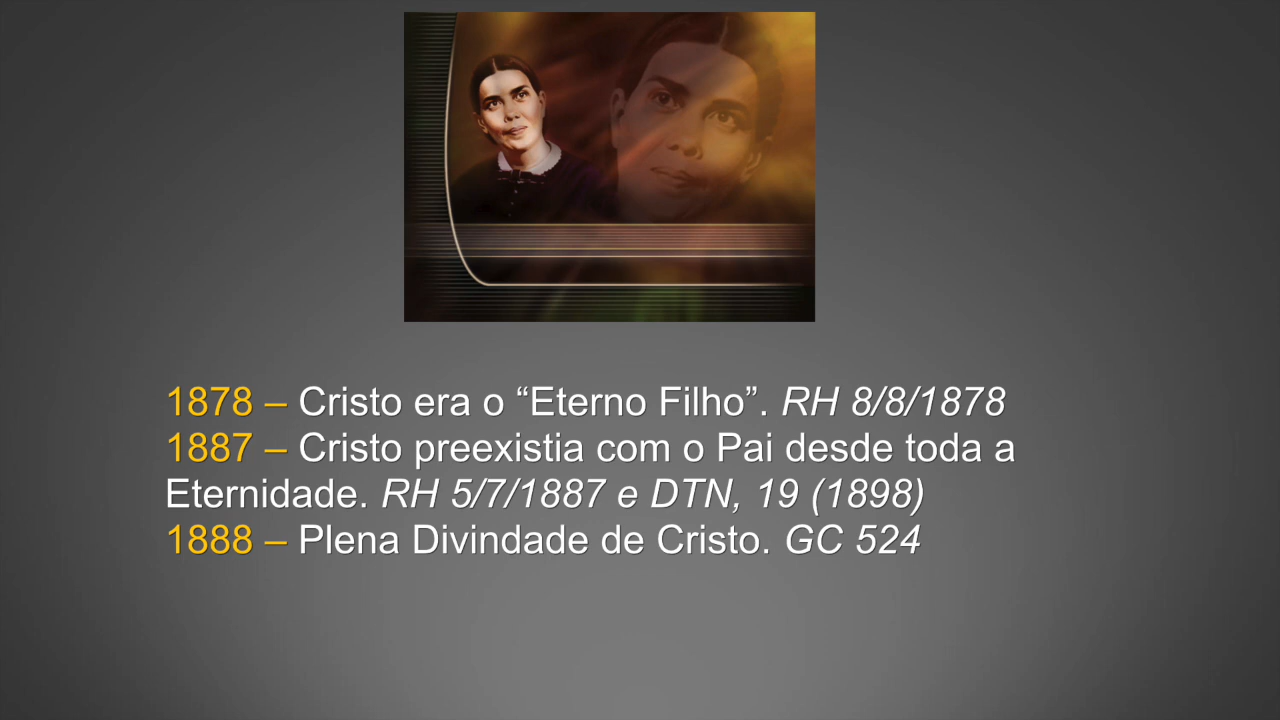 1878 – Cristo era o “Eterno Filho”. RH 8/8/1878
1887 – Cristo preexistia com o Pai desde toda a
Eternidade. RH 5/7/1887 e DTN, 19 (1898)
1888 – Plena Divindade de Cristo. GC 524